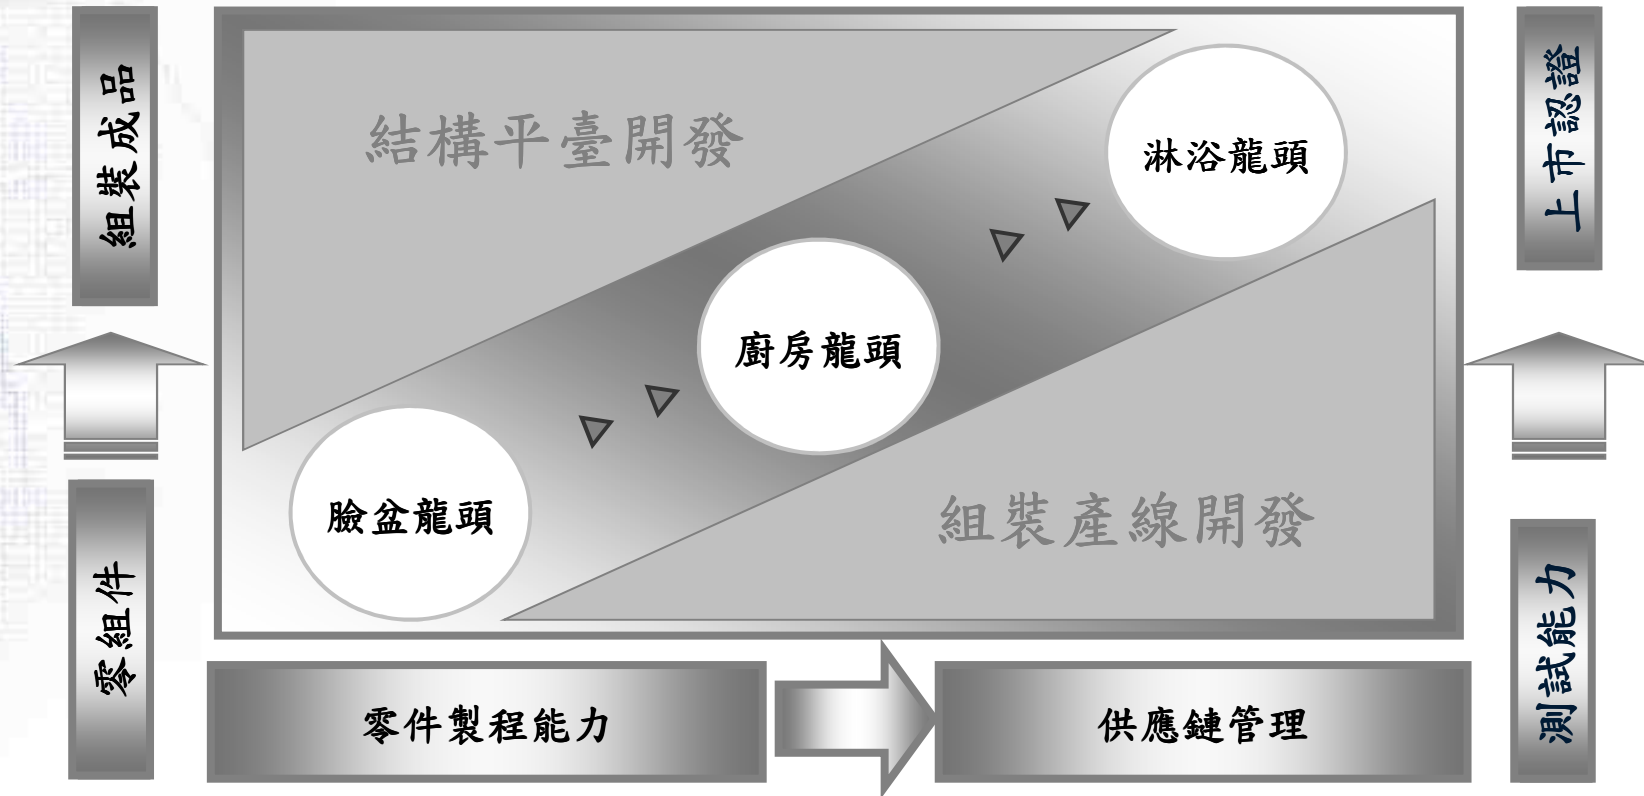 組裝成品
結構平臺開發
淋浴龍頭
上市認證
廚房龍頭
臉盆龍頭
組裝產線開發
零組件
測試能力
零件製程能力
供應鏈管理